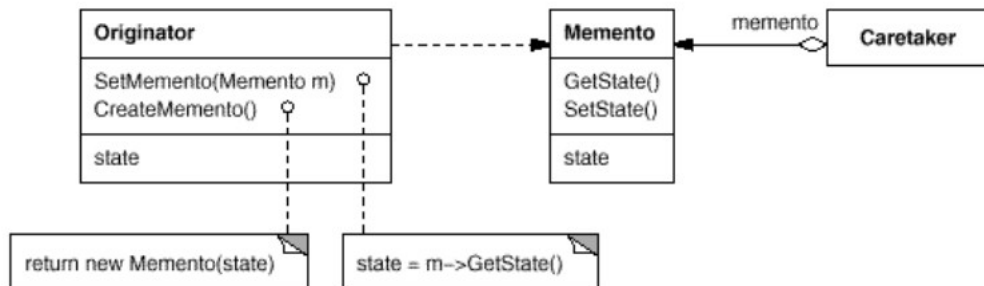 Originator
SetMemento(Memento m)
CreateMemento()
state
Memento
GetState()
SetState()
state
memento
Caretaker
return new Memento(state)
state = m->GetState()